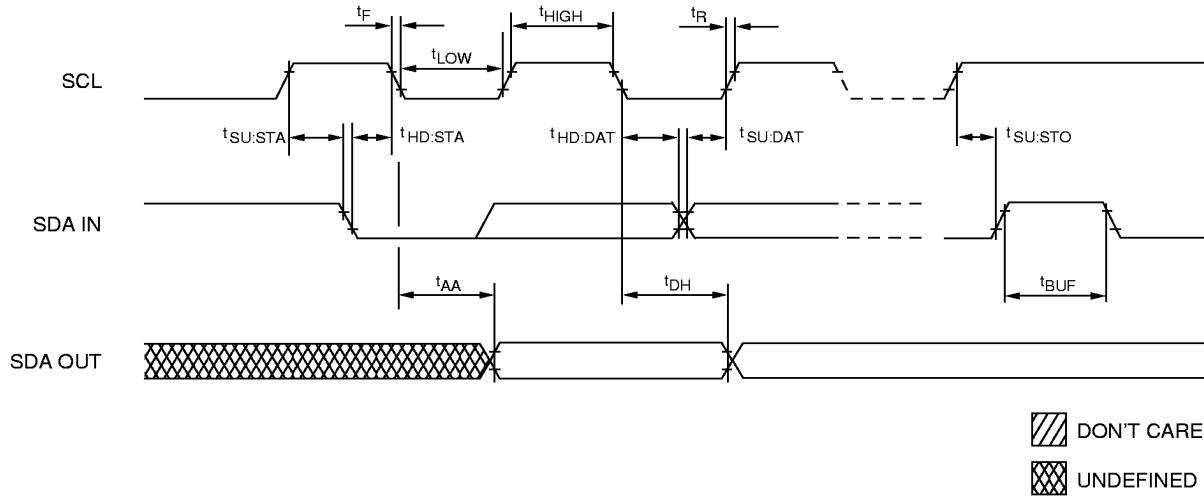 tF
tHIGH
tR
tLOW
SCL
tSU:STA
tHD:STA
tHD:DAT
tSU:DAT
tSU:STO
SDA IN
tAA
tDH
tBUF
SDA OUT
DON'T CARE
UNDEFINED